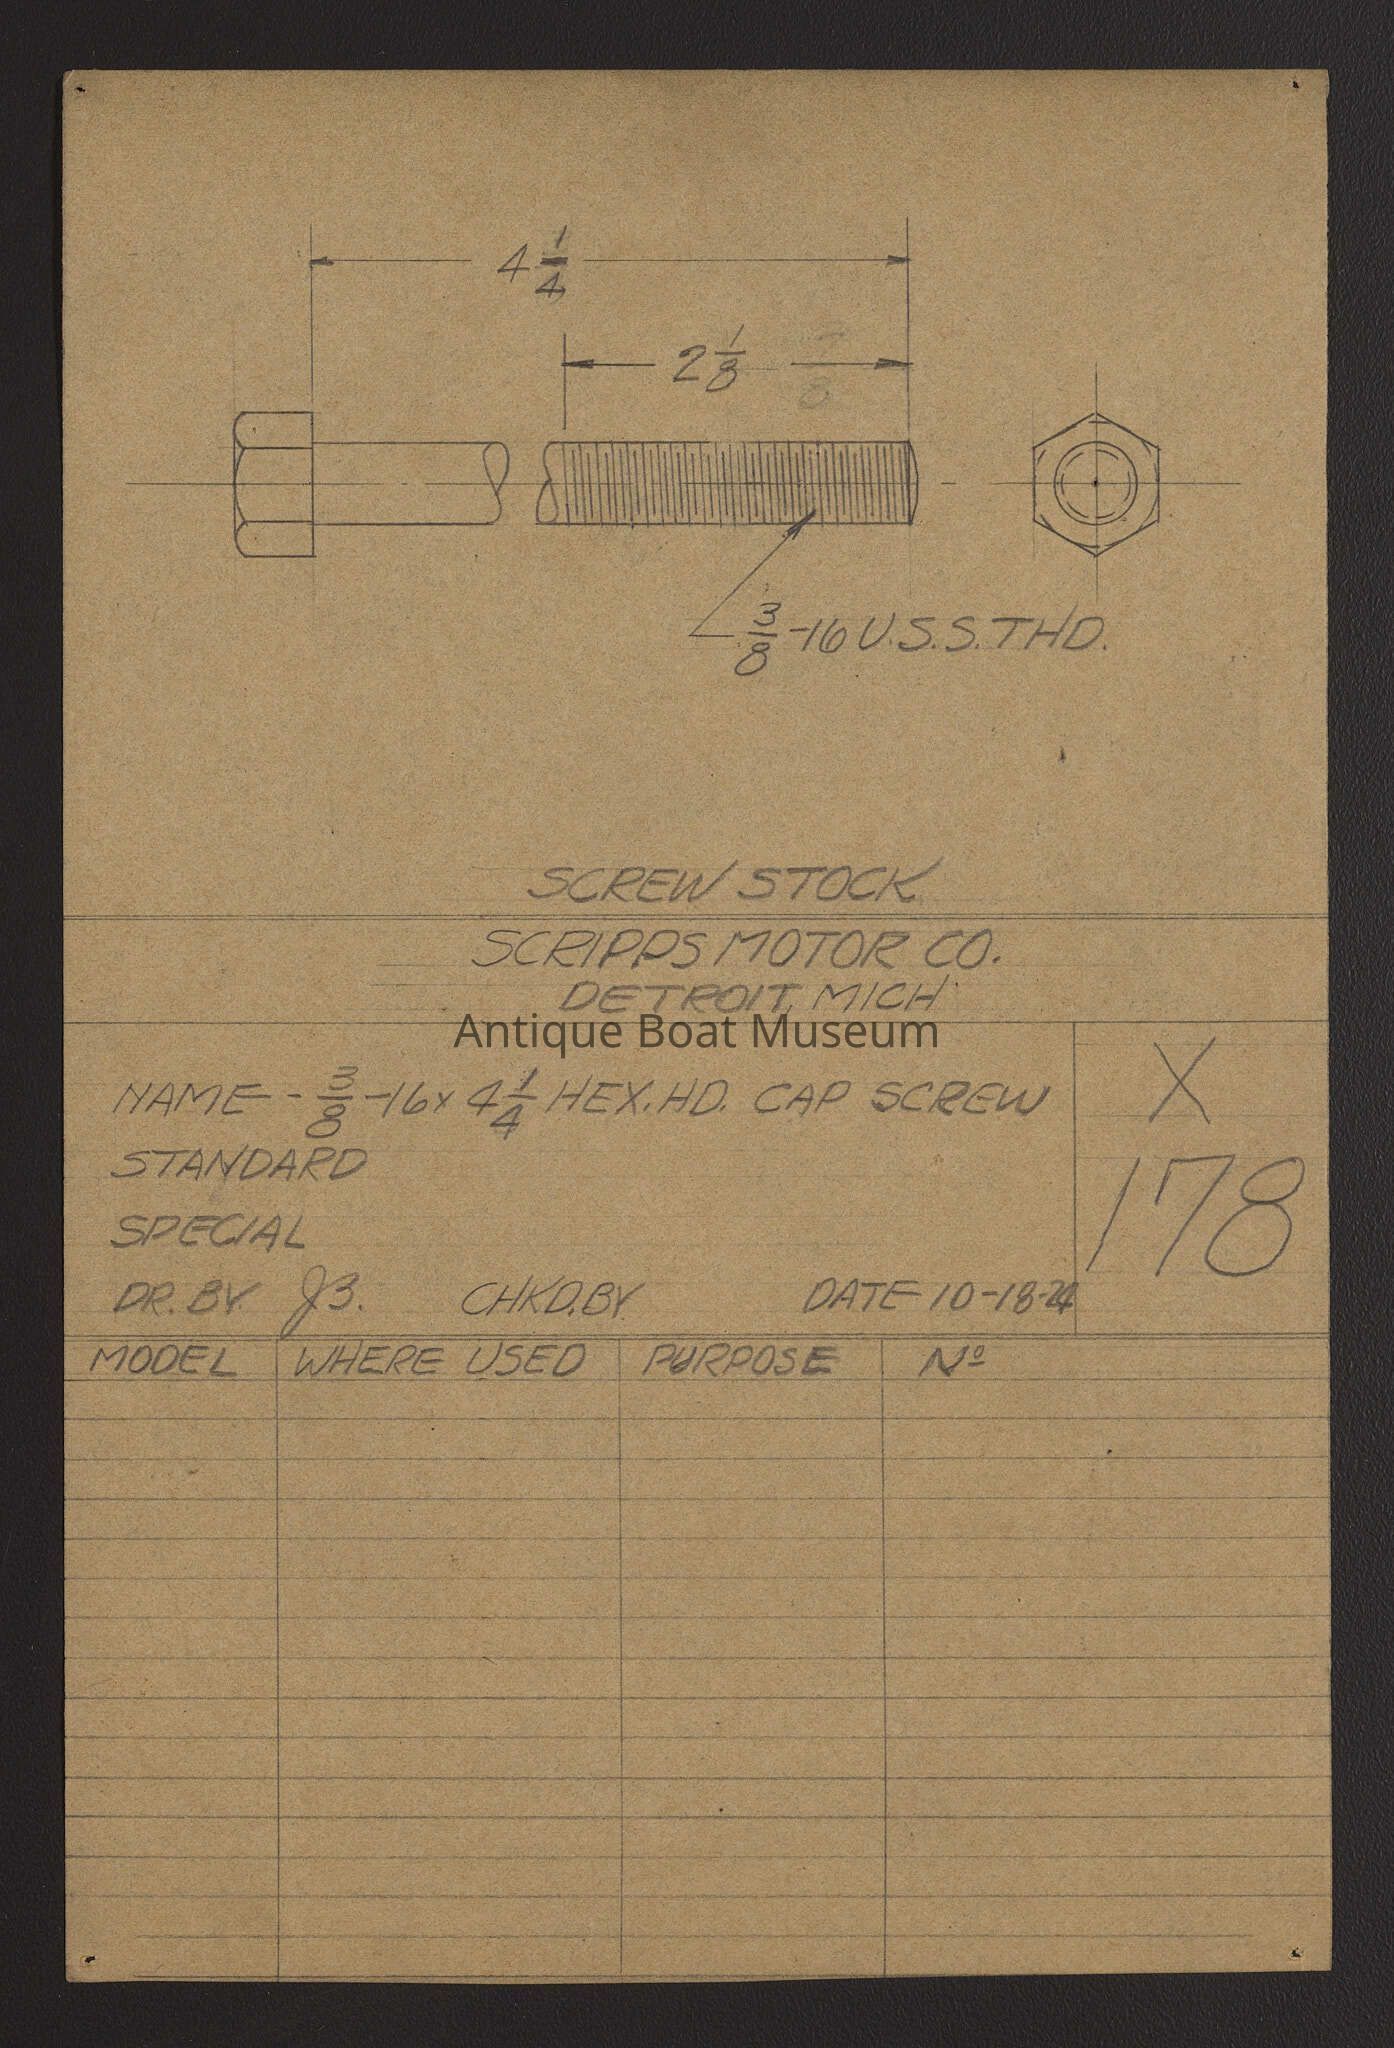 4 1/4
2 1/8
3/8 -16 U.S.S. THD.
SCREW STOCK
SCRIPPS MOTOR CO.
DETROIT, MICH.
Antique Boat Museum
NAME - 3/8 -16 x 4 1/4 HEX. HD. CAP SCREW
X
178
STANDARD
SPECIAL
DR. BY. JB. CHKD. BY DATE 10-18-24
MODEL WHERE USED PURPOSE Nº